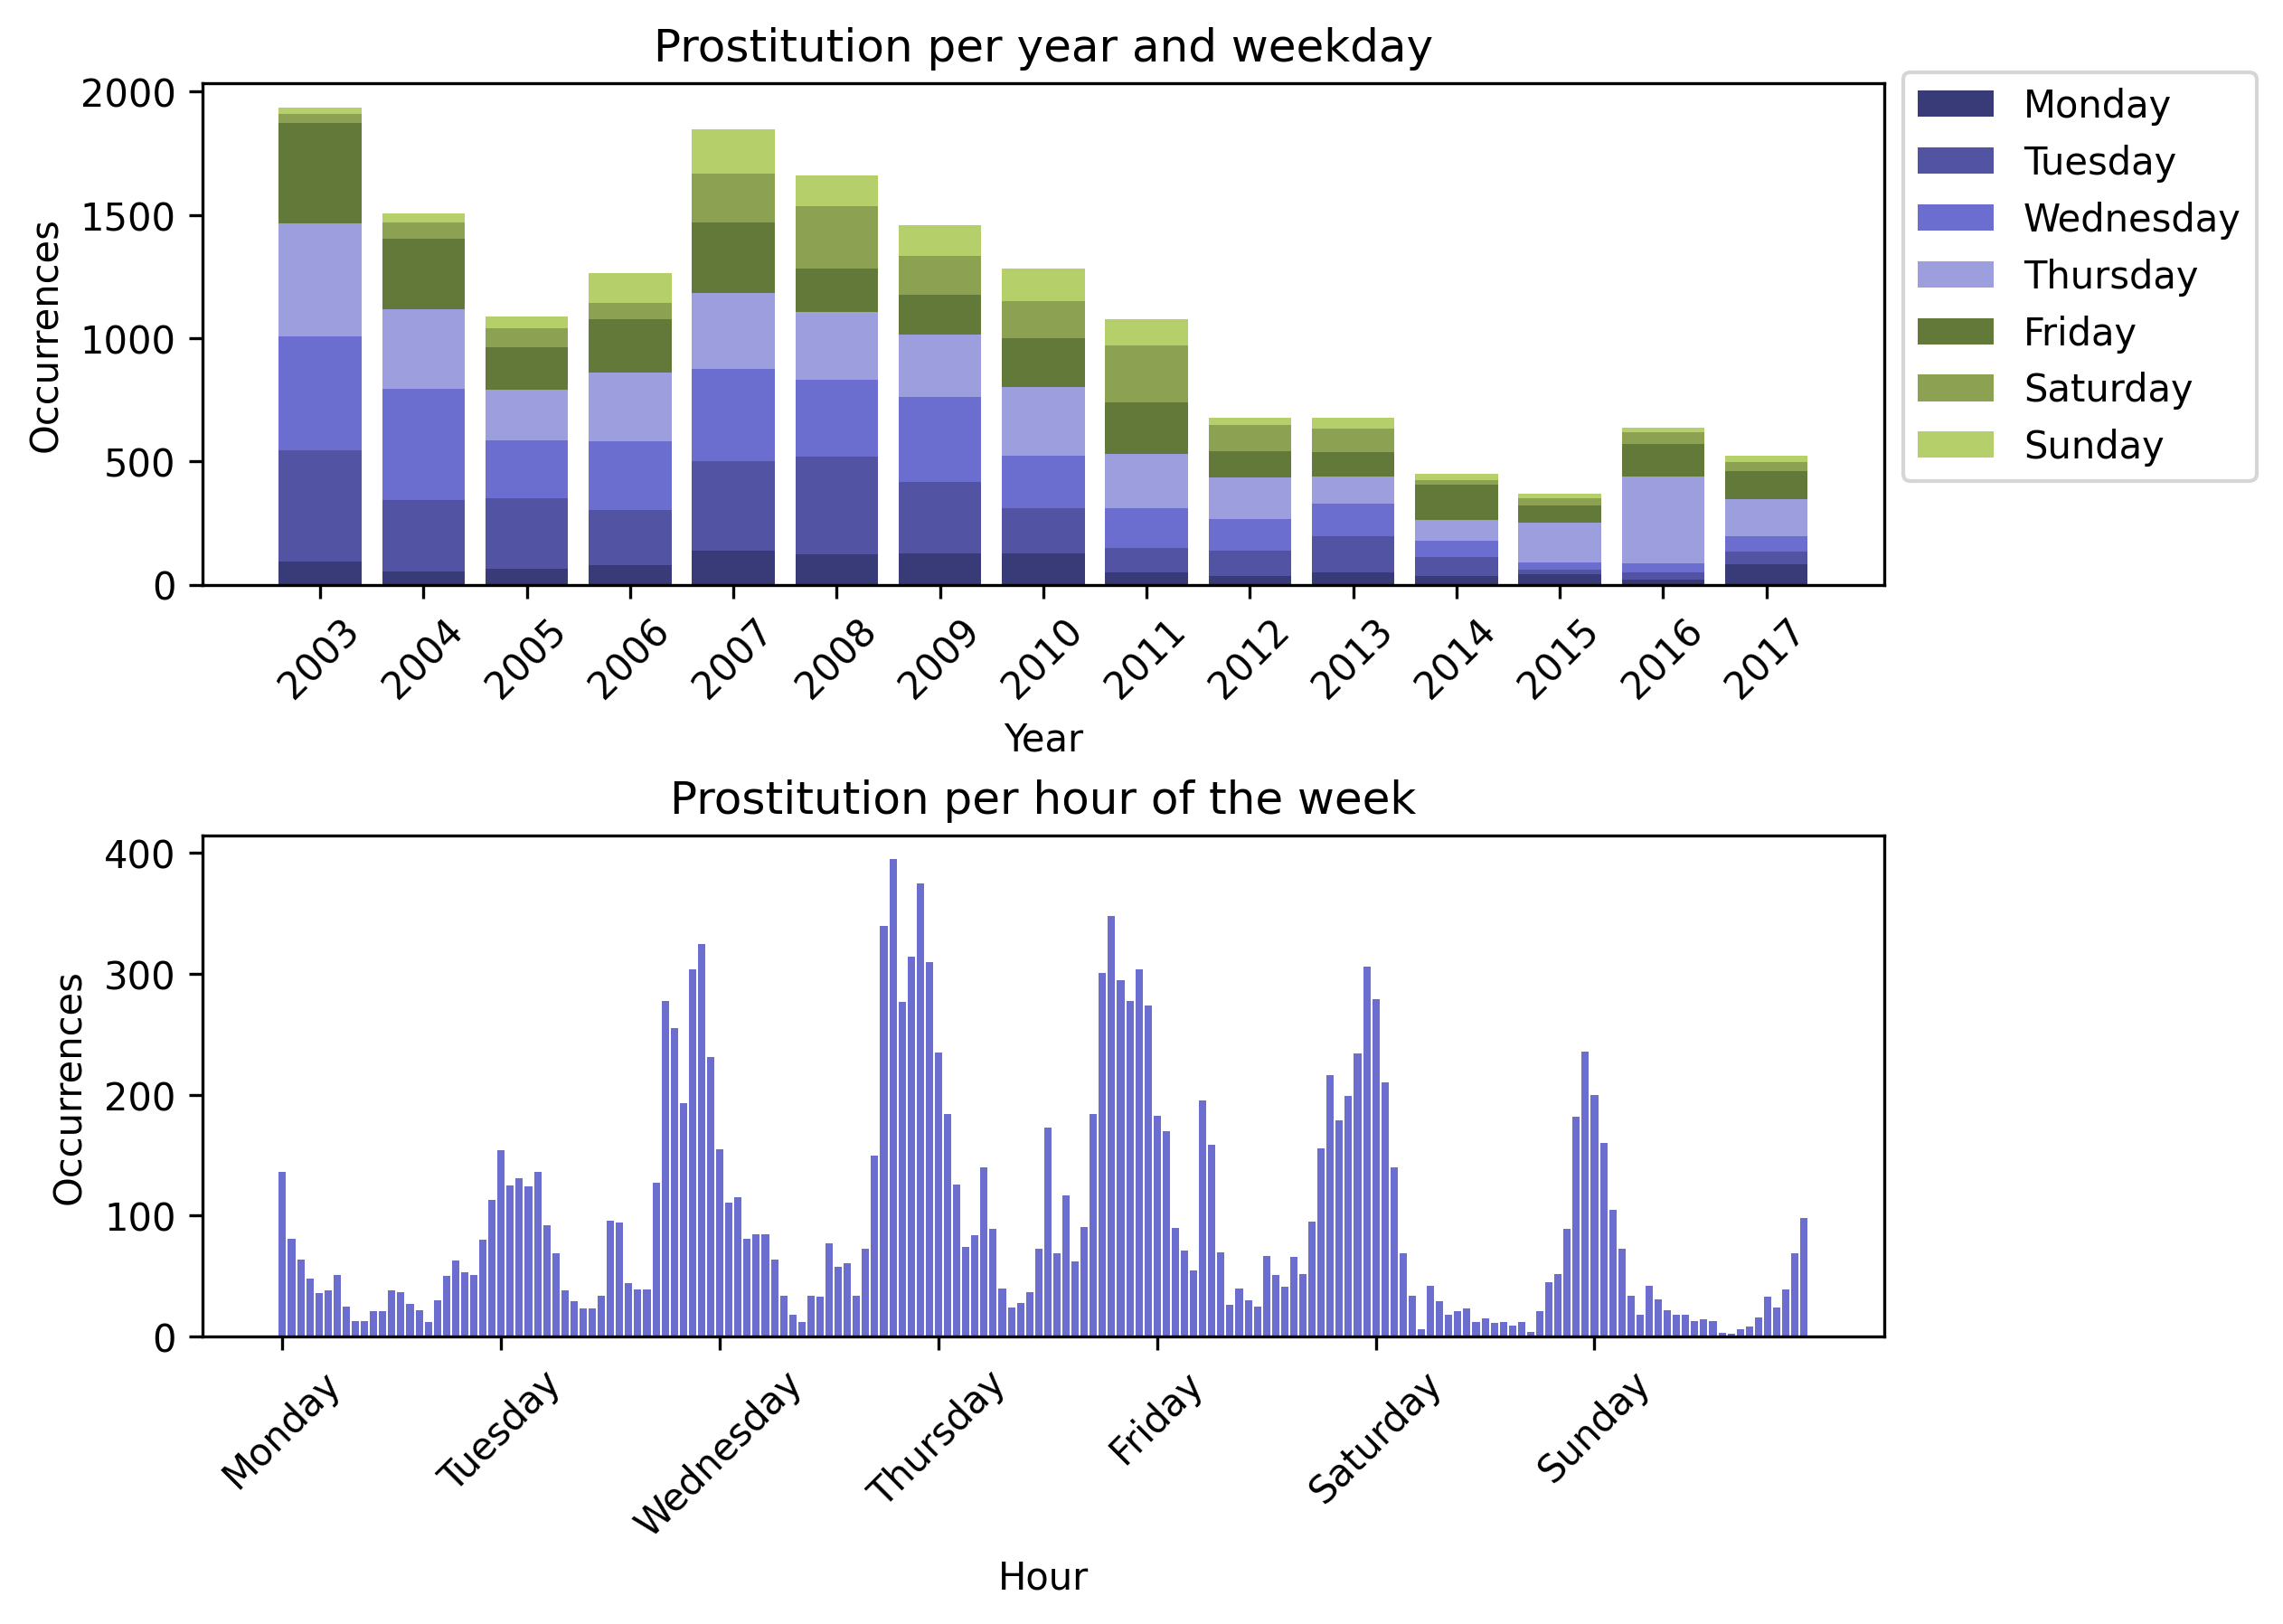 Prostitution per year and weekday
2000
1500
1000
500
0
Occurrences
2003
2004
2005
2006
2007
2008
2009
2010
2011
2012
2013
2014
2015
2016
2017
Year
Monday
Tuesday
Wednesday
Thursday
Friday
Saturday
Sunday
Prostitution per hour of the week
400
300
200
100
0
Occurrences
Monday
Tuesday
Wednesday
Thursday
Friday
Saturday
Sunday
Hour